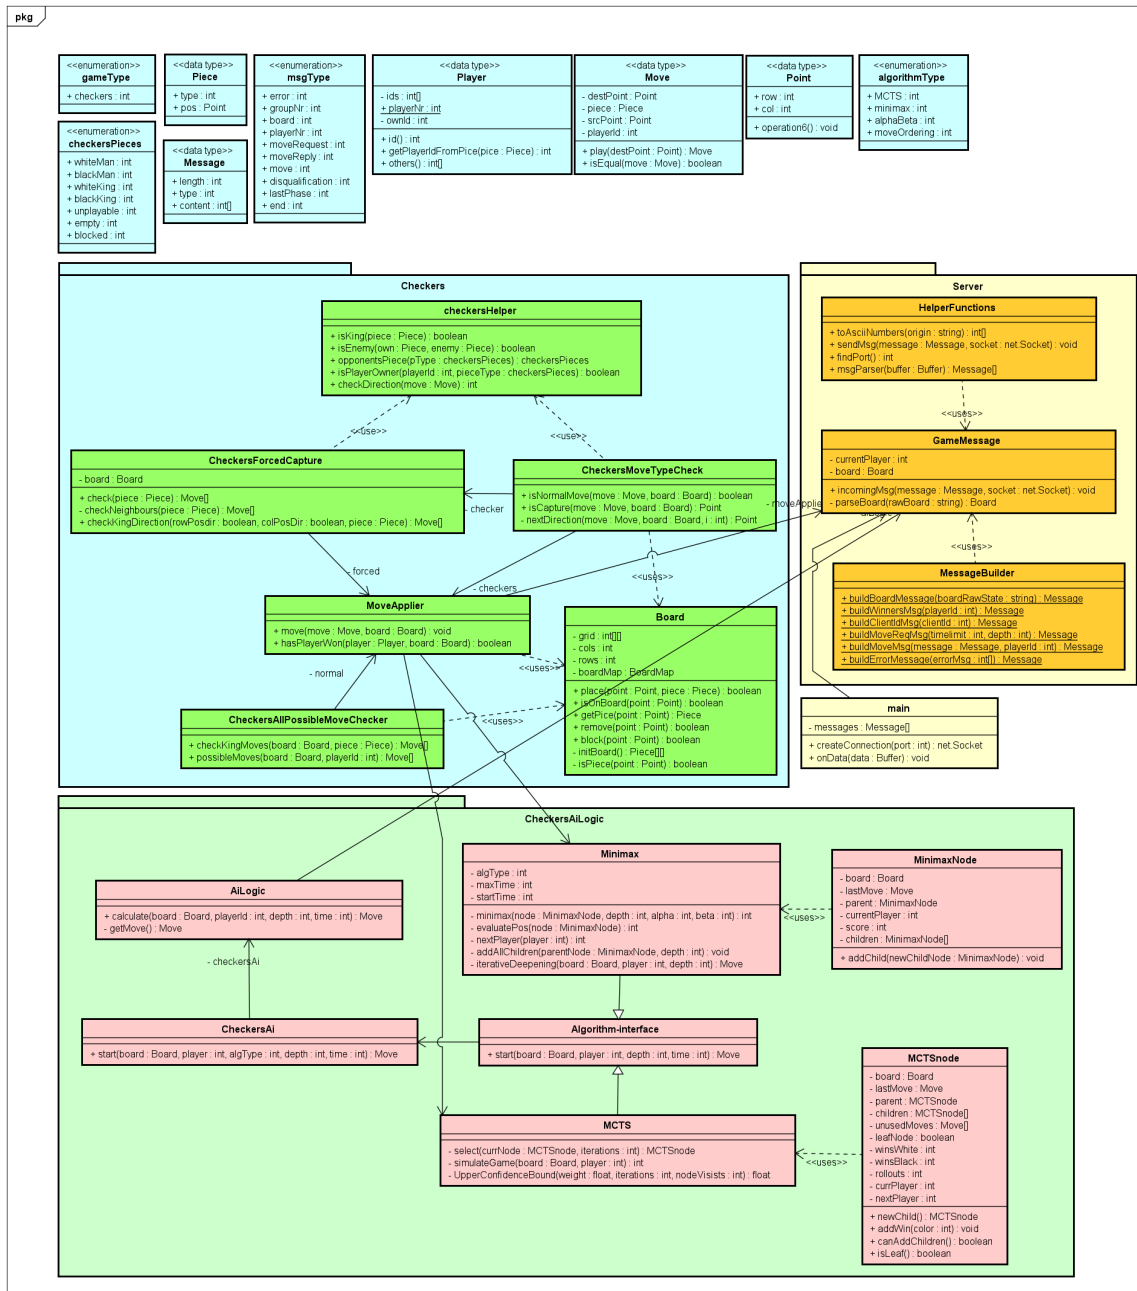 pkg
<<enumeration>>
gameType
+ checkers : int
<<data type>>
Piece
+ type : int
+ pos : Point
<<enumeration>>
msgType
+ error : int
+ groupNr : int
+ board : int
+ playerNr : int
+ moveRequest : int
+ moveReply : int
+ move : int
+ disqualification : int
+ lastPhase : int
+ end : int
<<data type>>
Player
- ids : int[]
+ playerNr : int
- ownId : int
+ id() : int
+ getPlayerIdFromPice(pice : Piece) : int
+ others() : int[]
<<data type>>
Move
- destPoint : Point
- piece : Piece
- srcPoint : Point
- playerId : int
+ play(destPoint : Point) : Move
+ isEqual(move : Move) : boolean
<<data type>>
Point
+ row : int
+ col : int
+ operation6() : void
<<enumeration>>
algorithmType
+ MCTS : int
+ minimax : int
+ alphaBeta : int
+ moveOrdering : int
<<enumeration>>
checkersPieces
+ whiteMan : int
+ blackMan : int
+ whiteKing : int
+ blackKing : int
+ unplayable : int
+ empty : int
+ blocked : int
<<data type>>
Message
+ length : int
+ type : int
+ content : int[]
Checkers
checkersHelper
+ isKing(piece : Piece) : boolean
+ isEnemy(own : Piece, enemy : Piece) : boolean
+ opponentsPiece(pType : checkersPieces) : checkersPieces
+ isPlayerOwner(playerId : int, pieceType : checkersPieces) : boolean
+ checkDirection(move : Move) : int
<<use>>
<<use>>
CheckersForcedCapture
- board : Board
+ check(piece : Piece) : Move[]
- checkNeighbours(piece : Piece) : Move[]
+ checkKingDirection(rowPosdir : boolean, colPosDir : boolean, piece : Piece) : Move[]
CheckersMoveTypeCheck
+ isNormalMove(move : Move, board : Board) : boolean
+ isCapture(move : Move, board : Board) : Point
- nextDirection(move : Move, board : Board, i : int) : Point
- checker
- moveApplier
- forced
- checkers
<<uses>>
MoveApplier
+ move(move : Move, board : Board) : void
+ hasPlayerWon(player : Player, board : Board) : boolean
<<uses>>
- normal
Board
- grid : int[][]
- cols : int
- rows : int
- boardMap : BoardMap
+ place(point : Point, piece : Piece) : boolean
+ isOnBoard(point : Point) : boolean
+ getPice(point : Point) : Piece
+ remove(point : Point) : boolean
+ block(point : Point) : boolean
- initBoard() : Piece[][]
- isPiece(point : Point) : boolean
CheckersAllPossibleMoveChecker
+ checkKingMoves(board : Board, piece : Piece) : Move[]
+ possibleMoves(board : Board, playerId : int) : Move[]
<<uses>>
Server
HelperFunctions
+ toAsciiNumbers(origin : string) : int[]
+ sendMsg(message : Message, socket : net.Socket) : void
+ findPort() : int
+ msgParser(buffer : Buffer) : Message[]
<<uses>>
GameMessage
- currentPlayer : int
- board : Board
+ incomingMsg(message : Message, socket : net.Socket) : void
- parseBoard(rawBoard : string) : Board
<<uses>>
MessageBuilder
+ buildBoardMessage(boardRawState : string) : Message
+ buildWinnersMsg(playerId : int) : Message
+ buildClientIdMsg(clientId : int) : Message
+ buildMoveReqMsg(timelimit : int, depth : int) : Message
+ buildMoveMsg(message : Message, playerId : int) : Message
+ buildErrorMessage(errorMsg : int[]) : Message
main
- messages : Message[]
+ createConnection(port : int) : net.Socket
+ onData(data : Buffer) : void
CheckersAiLogic
AiLogic
+ calculate(board : Board, playerId : int, depth : int, time : int) : Move
- getMove() : Move
- checkersAi
Minimax
- algType : int
- maxTime : int
- startTime : int
- minimax(node : MinimaxNode, depth : int, alpha : int, beta : int) : int
- evaluatePos(node : MinimaxNode) : int
- nextPlayer(player : int) : int
- addAllChildren(parentNode : MinimaxNode, depth : int) : void
- iterativeDeepening(board : Board, player : int, depth : int) : Move
<<uses>>
MinimaxNode
- board : Board
- lastMove : Move
- parent : MinimaxNode
- currentPlayer : int
- score : int
- children : MinimaxNode[]
+ addChild(newChildNode : MinimaxNode) : void
CheckersAi
+ start(board : Board, player : int, algType : int, depth : int, time : int) : Move
Algorithm-interface
+ start(board : Board, player : int, depth : int, time : int) : Move
MCTS
- select(currNode : MCTSnode, iterations : int) : MCTSnode
- simulateGame(board : Board, player : int) : int
- UpperConfidenceBound(weight : float, iterations : int, nodeVisists : int) : float
<<uses>>
MCTSnode
- board : Board
- lastMove : Move
- parent : MCTSnode
- children : MCTSnode[]
- unusedMoves : Move[]
- leafNode : boolean
- winsWhite : int
- winsBlack : int
- rollouts : int
- currPlayer : int
- nextPlayer : int
+ newChild() : MCTSnode
+ addWin(color : int) : void
+ canAddChildren() : boolean
+ isLeaf() : boolean